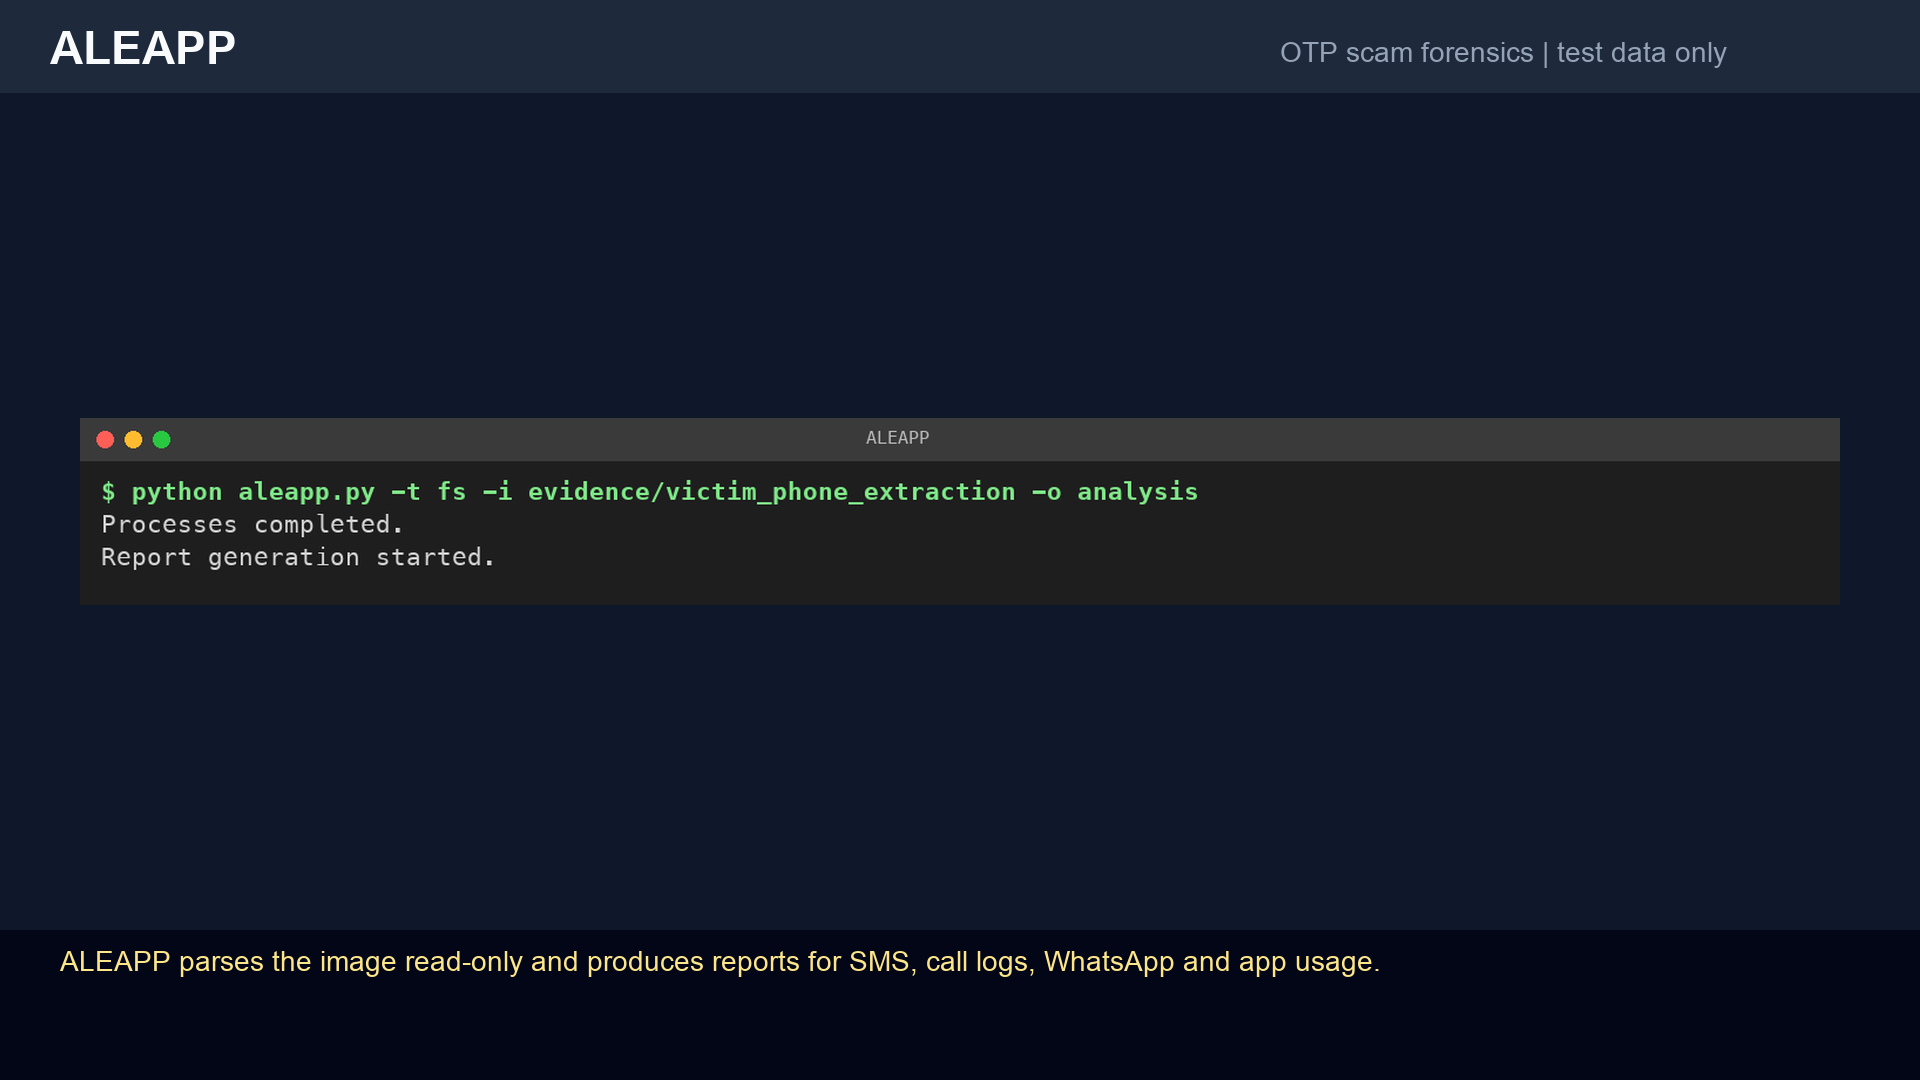 ALEAPP
OTP scam forensics | test data only
ALEAPP
$ python aleapp.py -t fs -i evidence/victim_phone_extraction -o analysis
Processes completed.
Report generation started.
ALEAPP parses the image read-only and produces reports for SMS, call logs, WhatsApp and app usage.